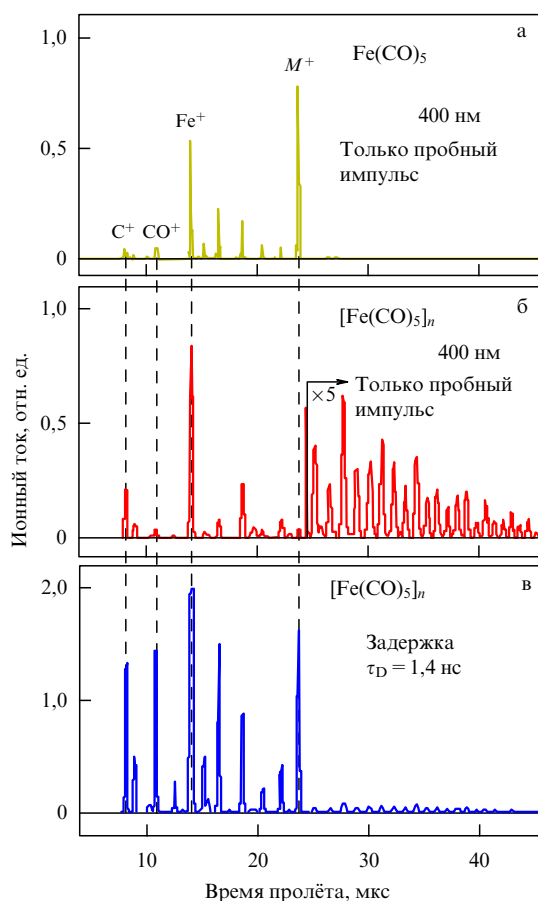 а
Fe(CO)5
400 нм
Только пробный
импульс
M+
Fe+
C+
CO+
1,0
0,5
0
б
[Fe(CO)5]n
400 нм
Только пробный
импульс
×5
1,0
0,5
0
Ионный ток, отн. ед.
в
[Fe(CO)5]n
Задержка
τD = 1,4 нс
2,0
1,0
0
10
20
30
40
Время пролёта, мкс